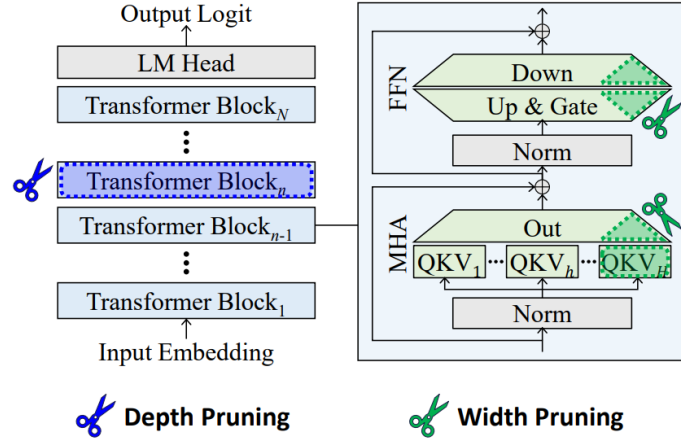 Output Logit
LM Head
Transformer Block_N
Transformer Block_n
Transformer Block_{n-1}
Transformer Block_1
Input Embedding
FFN
Down
Up & Gate
Norm
MHA
Out
QKV_1
QKV_h
QKV_H
Norm
Depth Pruning
Width Pruning